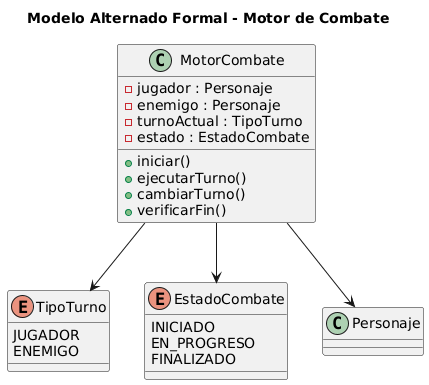 Modelo Alternado Formal - Motor de Combate
C MotorCombate
jugador : Personaje
enemigo : Personaje
turnoActual : TipoTurno
estado : EstadoCombate
iniciar()
ejecutarTurno()
cambiarTurno()
verificarFin()
E TipoTurno
JUGADOR
ENEMIGO
E EstadoCombate
INICIADO
EN_PROGRESO
FINALIZADO
C Personaje